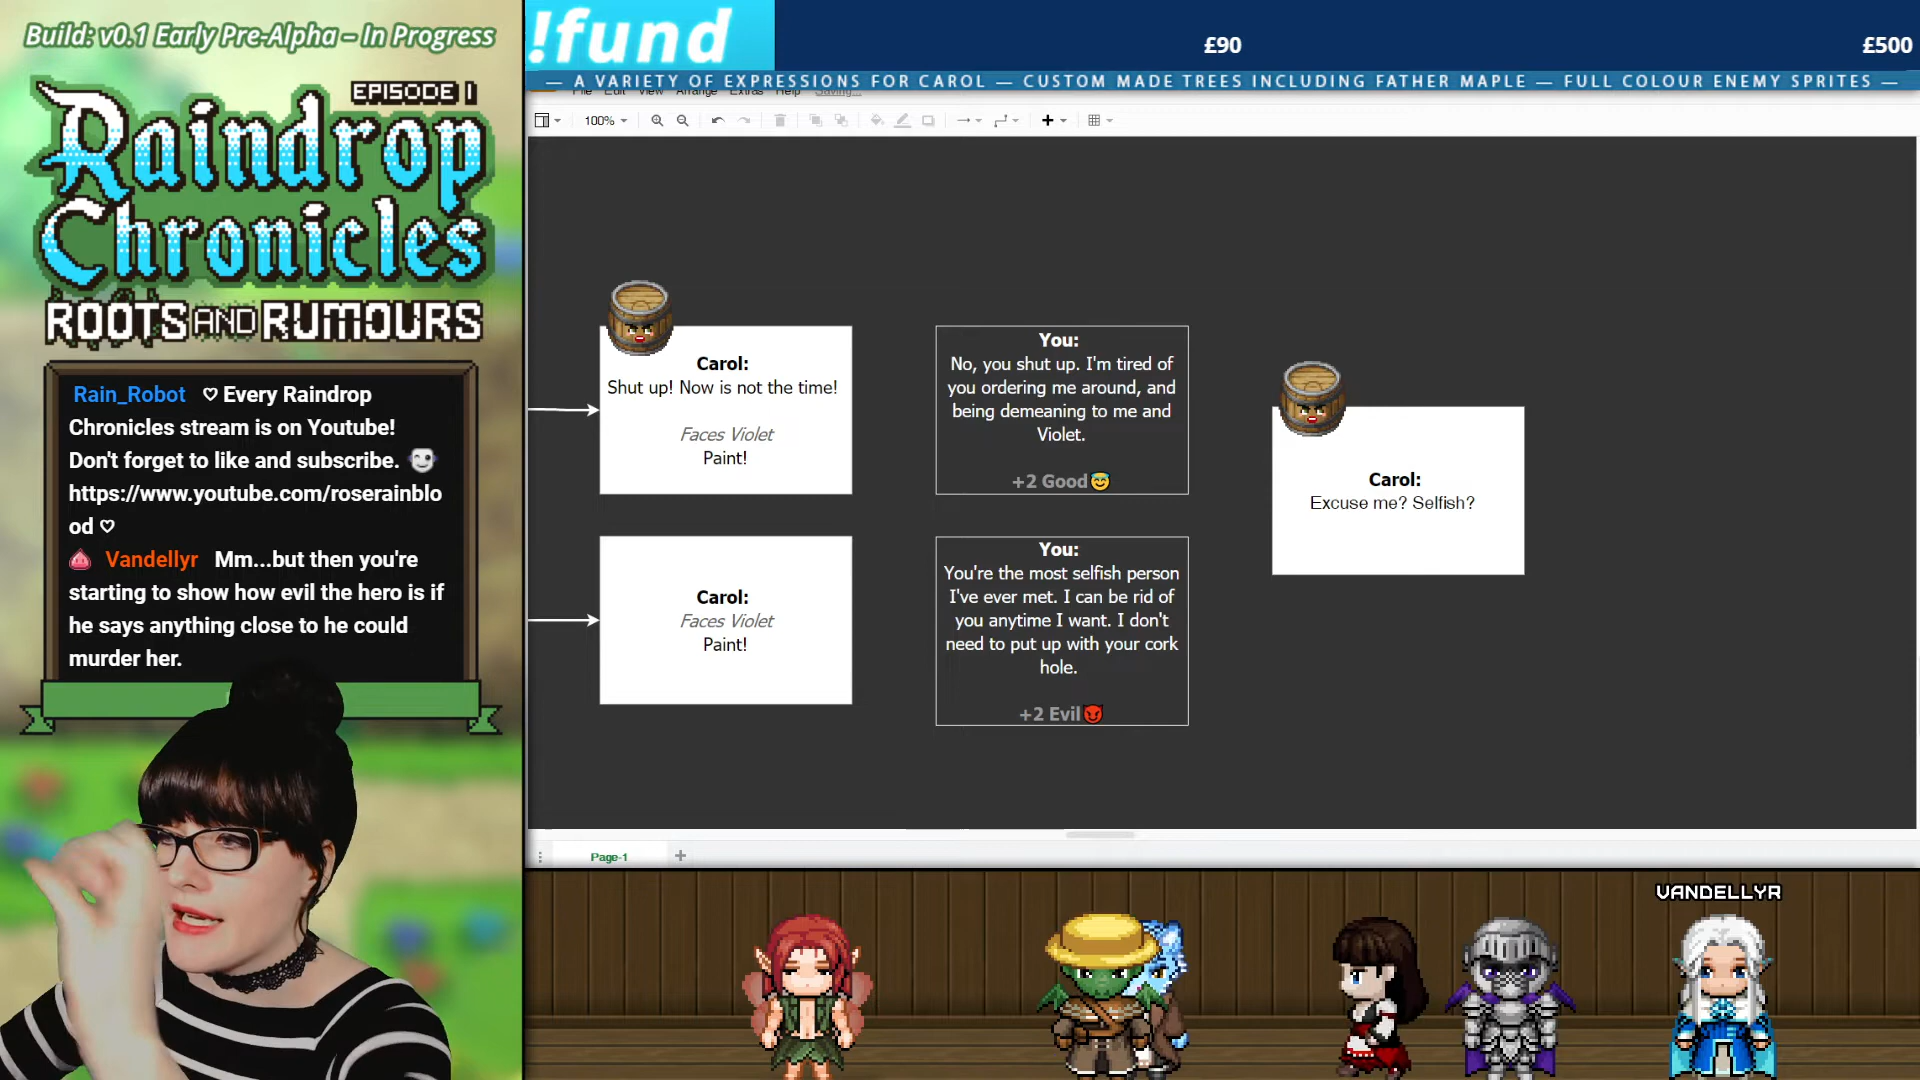 Build: v0.1 Early Pre-Alpha – In Progress
EPISODE I
Raindrop
Chronicles
ROOTS AND RUMOURS
Rain_Robot ♡ Every Raindrop
Chronicles stream is on Youtube!
Don't forget to like and subscribe.
https://www.youtube.com/roserainblo
od ♡
Vandellyr Mm...but then you're
starting to show how evil the hero is if
he says anything close to he could
murder her.
!fund
£90
£500
— A VARIETY OF EXPRESSIONS FOR CAROL — CUSTOM MADE TREES INCLUDING FATHER MAPLE — FULL COLOUR ENEMY SPRITES —
File Edit View Arrange Extras Help Saving...
100%
Carol:
Shut up! Now is not the time!
Faces Violet
Paint!
You:
No, you shut up. I'm tired of
you ordering me around, and
being demeaning to me and
Violet.
+2 Good😇
Carol:
Excuse me? Selfish?
Carol:
Faces Violet
Paint!
You:
You're the most selfish person
I've ever met. I can be rid of
you anytime I want. I don't
need to put up with your cork
hole.
+2 Evil😈
Page-1
VANDELLYR